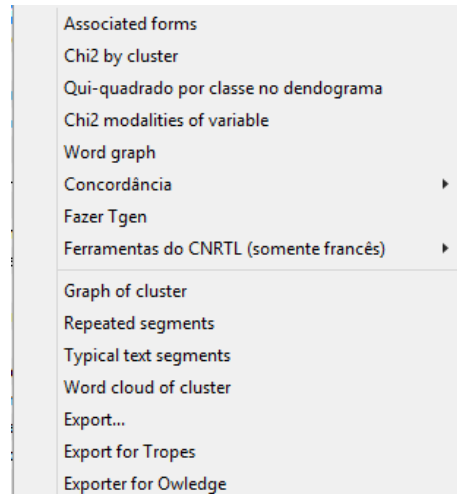 Associated forms
Chi2 by cluster
Qui-quadrado por classe no dendograma
Chi2 modalities of variable
Word graph
Concordância
Fazer Tgen
Ferramentas do CNRTL (somente francês)
Graph of cluster
Repeated segments
Typical text segments
Word cloud of cluster
Export...
Export for Tropes
Exporter for Owledge